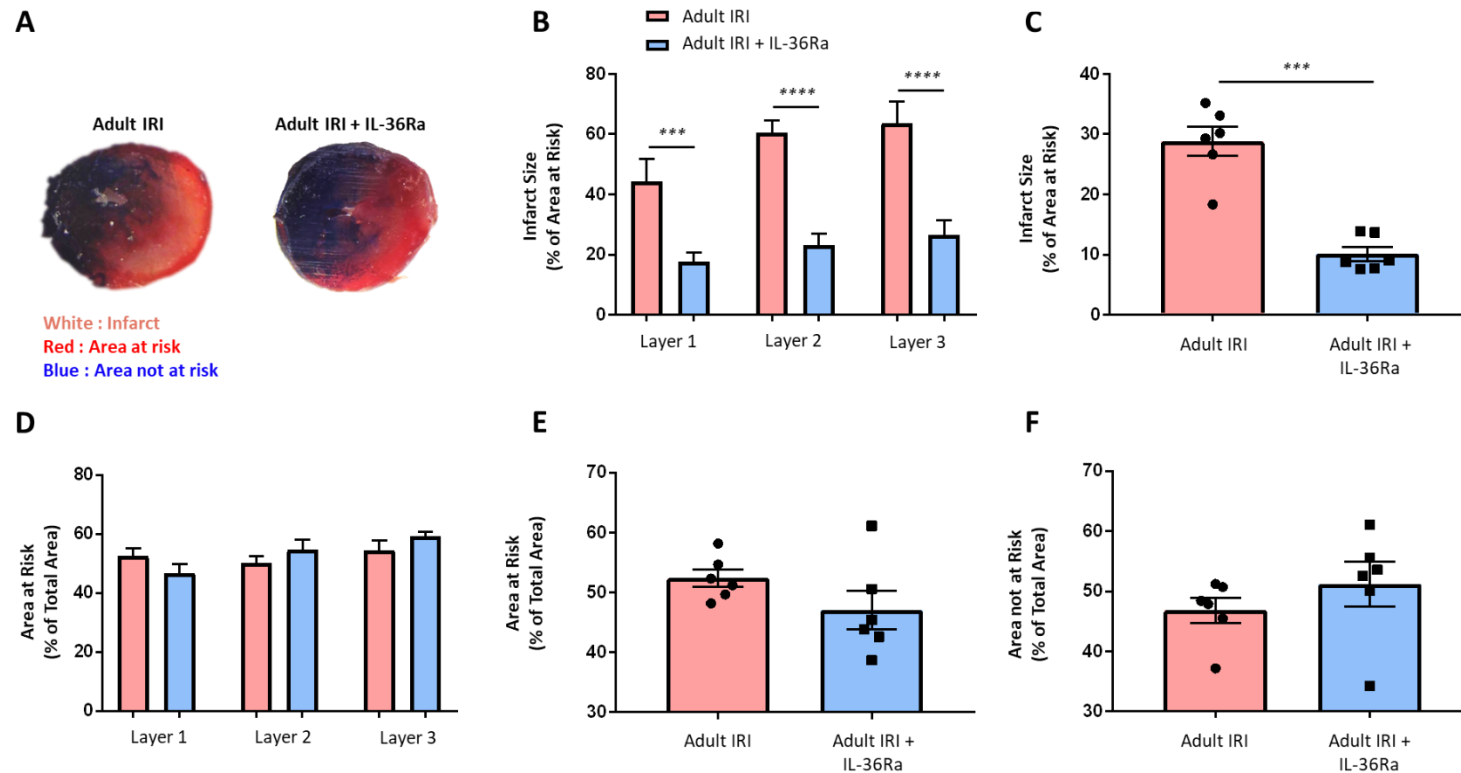 A
Adult IRI
Adult IRI + IL-36Ra
White : Infarct
Red : Area at risk
Blue : Area not at risk
B
Adult IRI
Adult IRI + IL-36Ra
Infarct Size
(% of Area at Risk)
80
60
40
20
0
***
****
****
Layer 1
Layer 2
Layer 3
C
Infarct Size
(% of Area at Risk)
40
30
20
10
0
***
Adult IRI
Adult IRI +
IL-36Ra
D
Area at Risk
(% of Total Area)
80
60
40
20
0
Layer 1
Layer 2
Layer 3
E
Area at Risk
(% of Total Area)
70
60
50
40
30
Adult IRI
Adult IRI +
IL-36Ra
F
Area not at Risk
(% of Total Area)
70
60
50
40
30
Adult IRI
Adult IRI +
IL-36Ra